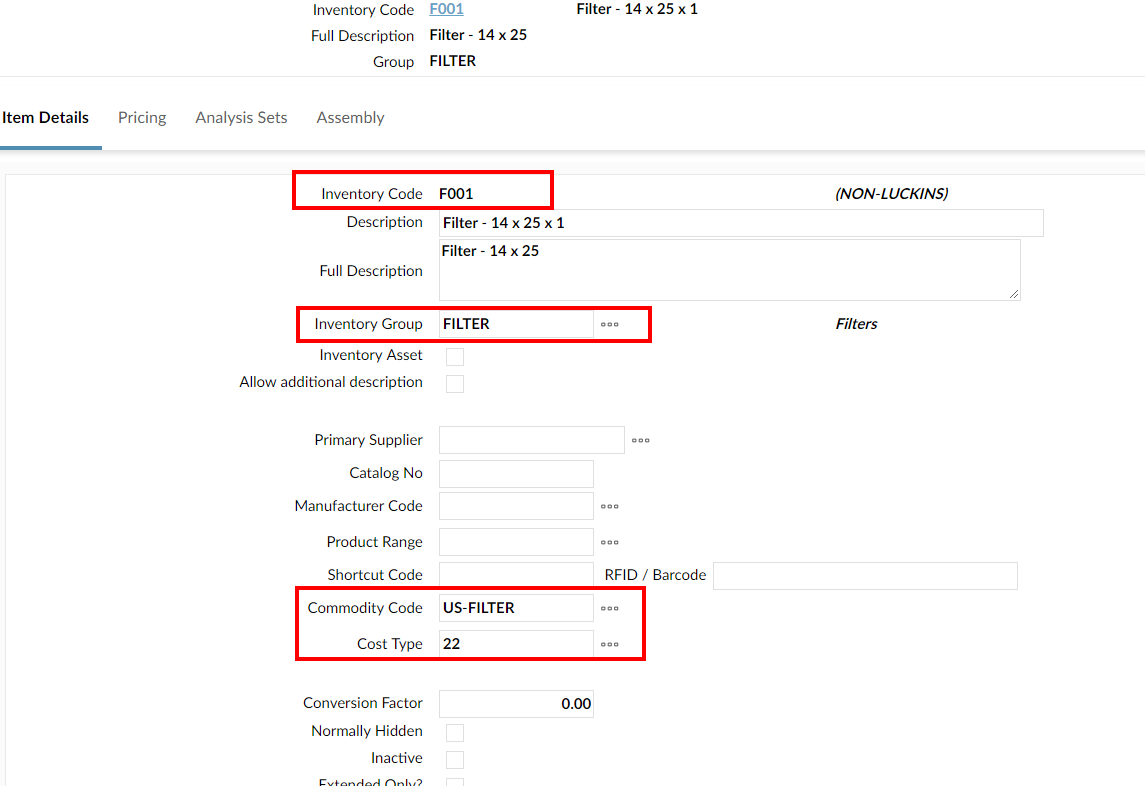 Inventory Code F001 Filter - 14 x 25 x 1
Full Description Filter - 14 x 25
Group FILTER
Item Details Pricing Analysis Sets Assembly
Inventory Code F001 (NON-LUCKINS)
Description Filter - 14 x 25 x 1
Full Description Filter - 14 x 25
Inventory Group FILTER Filters
Inventory Asset
Allow additional description
Primary Supplier
Catalog No
Manufacturer Code
Product Range
Shortcut Code RFID / Barcode
Commodity Code US-FILTER
Cost Type 22
Conversion Factor 0.00
Normally Hidden
Inactive
Extended Only?